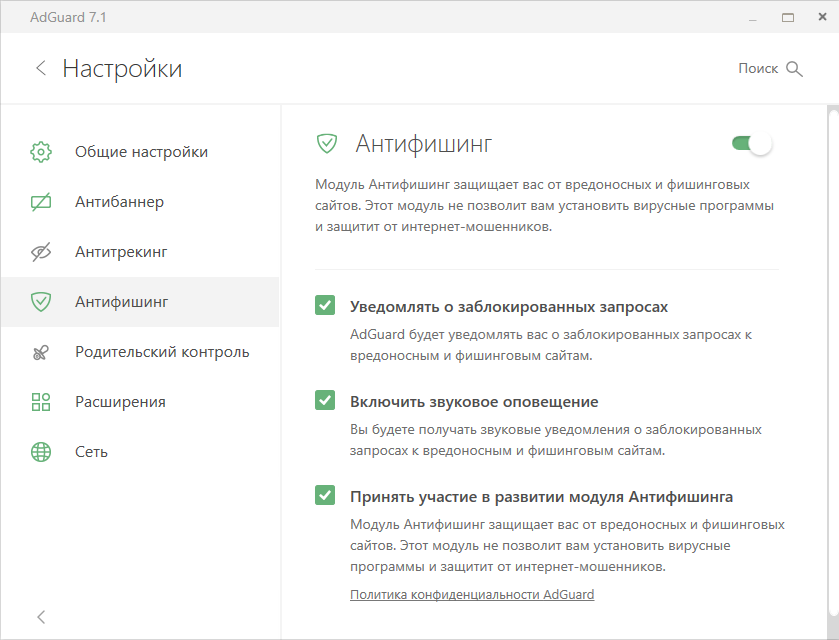 AdGuard 7.1
Настройки
Поиск
Общие настройки
Антибаннер
Антитрекинг
Антифишинг
Родительский контроль
Расширения
Сеть
Антифишинг
Модуль Антифишинг защищает вас от вредоносных и фишинговых
сайтов. Этот модуль не позволит вам установить вирусные программы
и защитит от интернет-мошенников.
Уведомлять о заблокированных запросах
AdGuard будет уведомлять вас о заблокированных запросах к
вредоносным и фишинговым сайтам.
Включить звуковое оповещение
Вы будете получать звуковые уведомления о заблокированных
запросах к вредоносным и фишинговым сайтам.
Принять участие в развитии модуля Антифишинга
Модуль Антифишинг защищает вас от вредоносных и фишинговых
сайтов. Этот модуль не позволит вам установить вирусные
программы и защитит от интернет-мошенников.
Политика конфиденциальности AdGuard